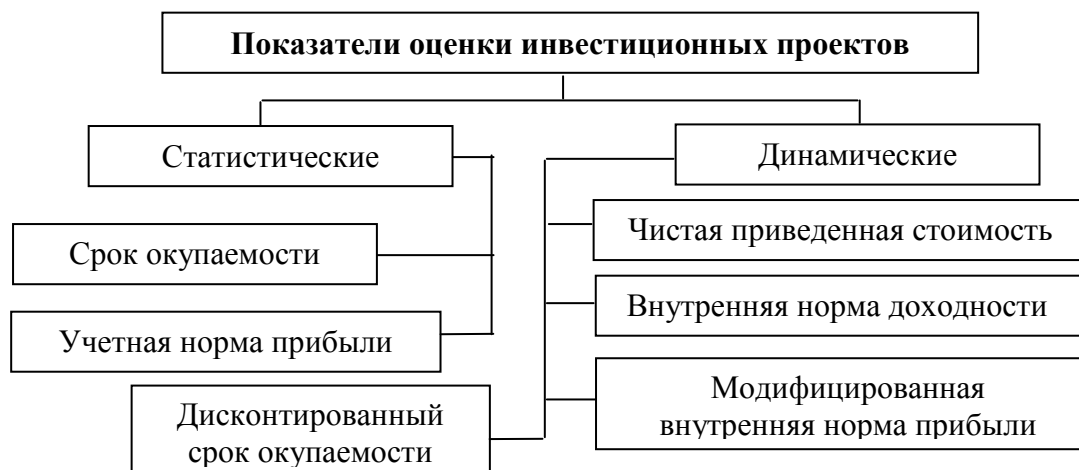 Показатели оценки инвестиционных проектов
Статистические
Динамические
Срок окупаемости
Чистая приведенная стоимость
Учетная норма прибыли
Внутренняя норма доходности
Дисконтированный
срок окупаемости
Модифицированная
внутренняя норма прибыли